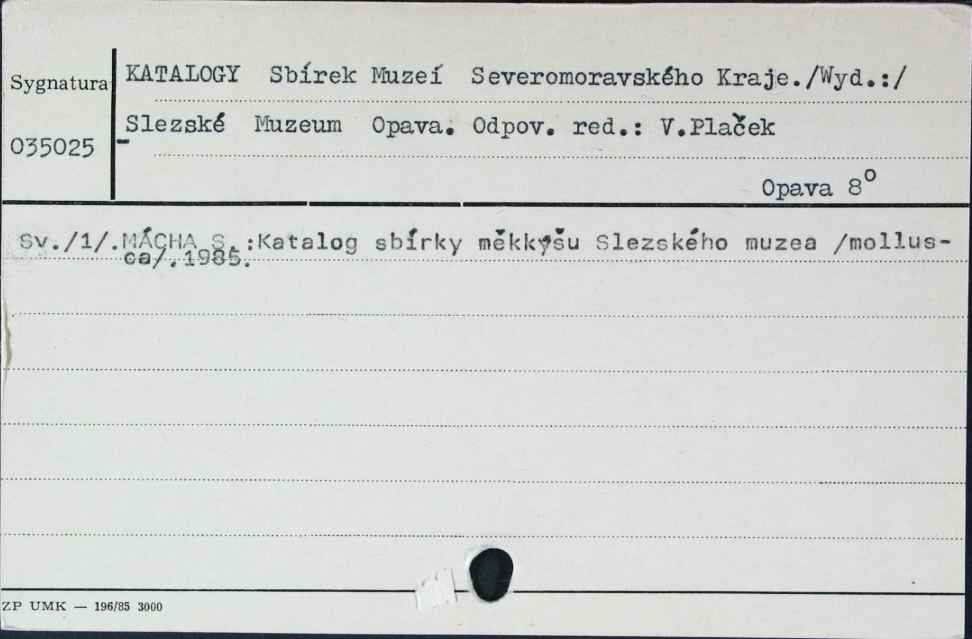 Sygnatura
035025
KATALOGY Sbírek Muzeí Severomoravského Kraje./Wyd.:/
Slezské Muzeum Opava. Odpov. red.: V.Plaček
Opava 8°
Sv./1/.MÁCHA S.:Katalog sbírky měkkýšu Slezského muzea /mollus-
ca/.1985.
ZP UMK — 196/85 3000